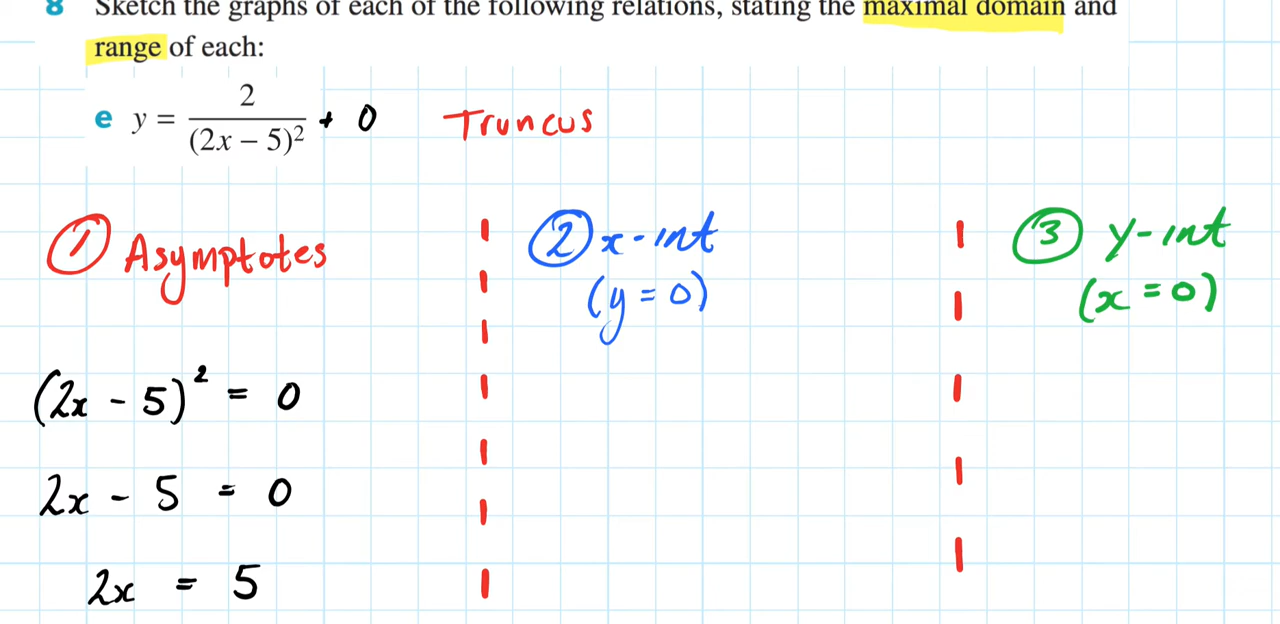 8 Sketch the graphs of each of the following relations, stating the maximal domain and
range of each:
e y = 2/(2x – 5)² + 0 Truncus
① Asymptotes
(2x - 5)² = 0
2x - 5 = 0
2x = 5
② x-int
(y = 0)
③ y-int
(x = 0)